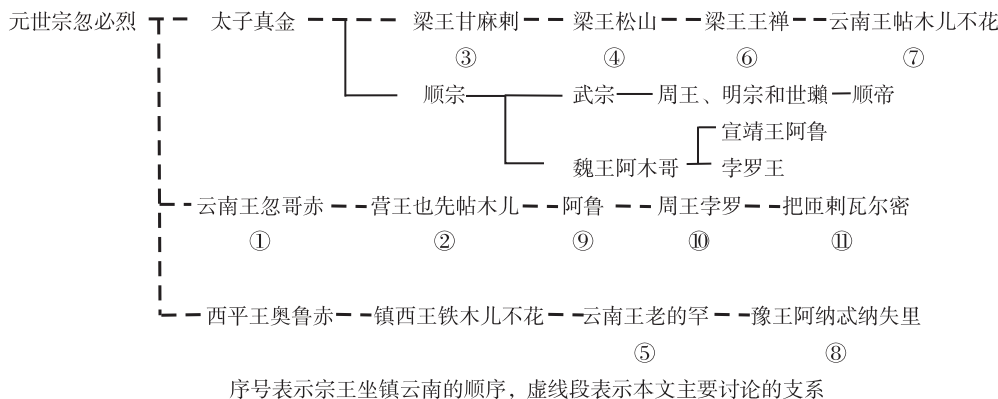 元世宗忽必烈 太子真金 梁王甘麻剌 梁王松山 梁王王禅 云南王帖木儿不花
③ ④ ⑥ ⑦
顺宗 武宗 周王、明宗和世㻋 顺帝
宣靖王阿鲁
魏王阿木哥 孛罗王
云南王忽哥赤 营王也先帖木儿 阿鲁 周王孛罗 把匝剌瓦尔密
① ② ⑨ ⑩ ⑪
西平王奥鲁赤 镇西王铁木儿不花 云南王老的罕 豫王阿纳忒纳失里
⑤ ⑧
序号表示宗王坐镇云南的顺序，虚线段表示本文主要讨论的支系